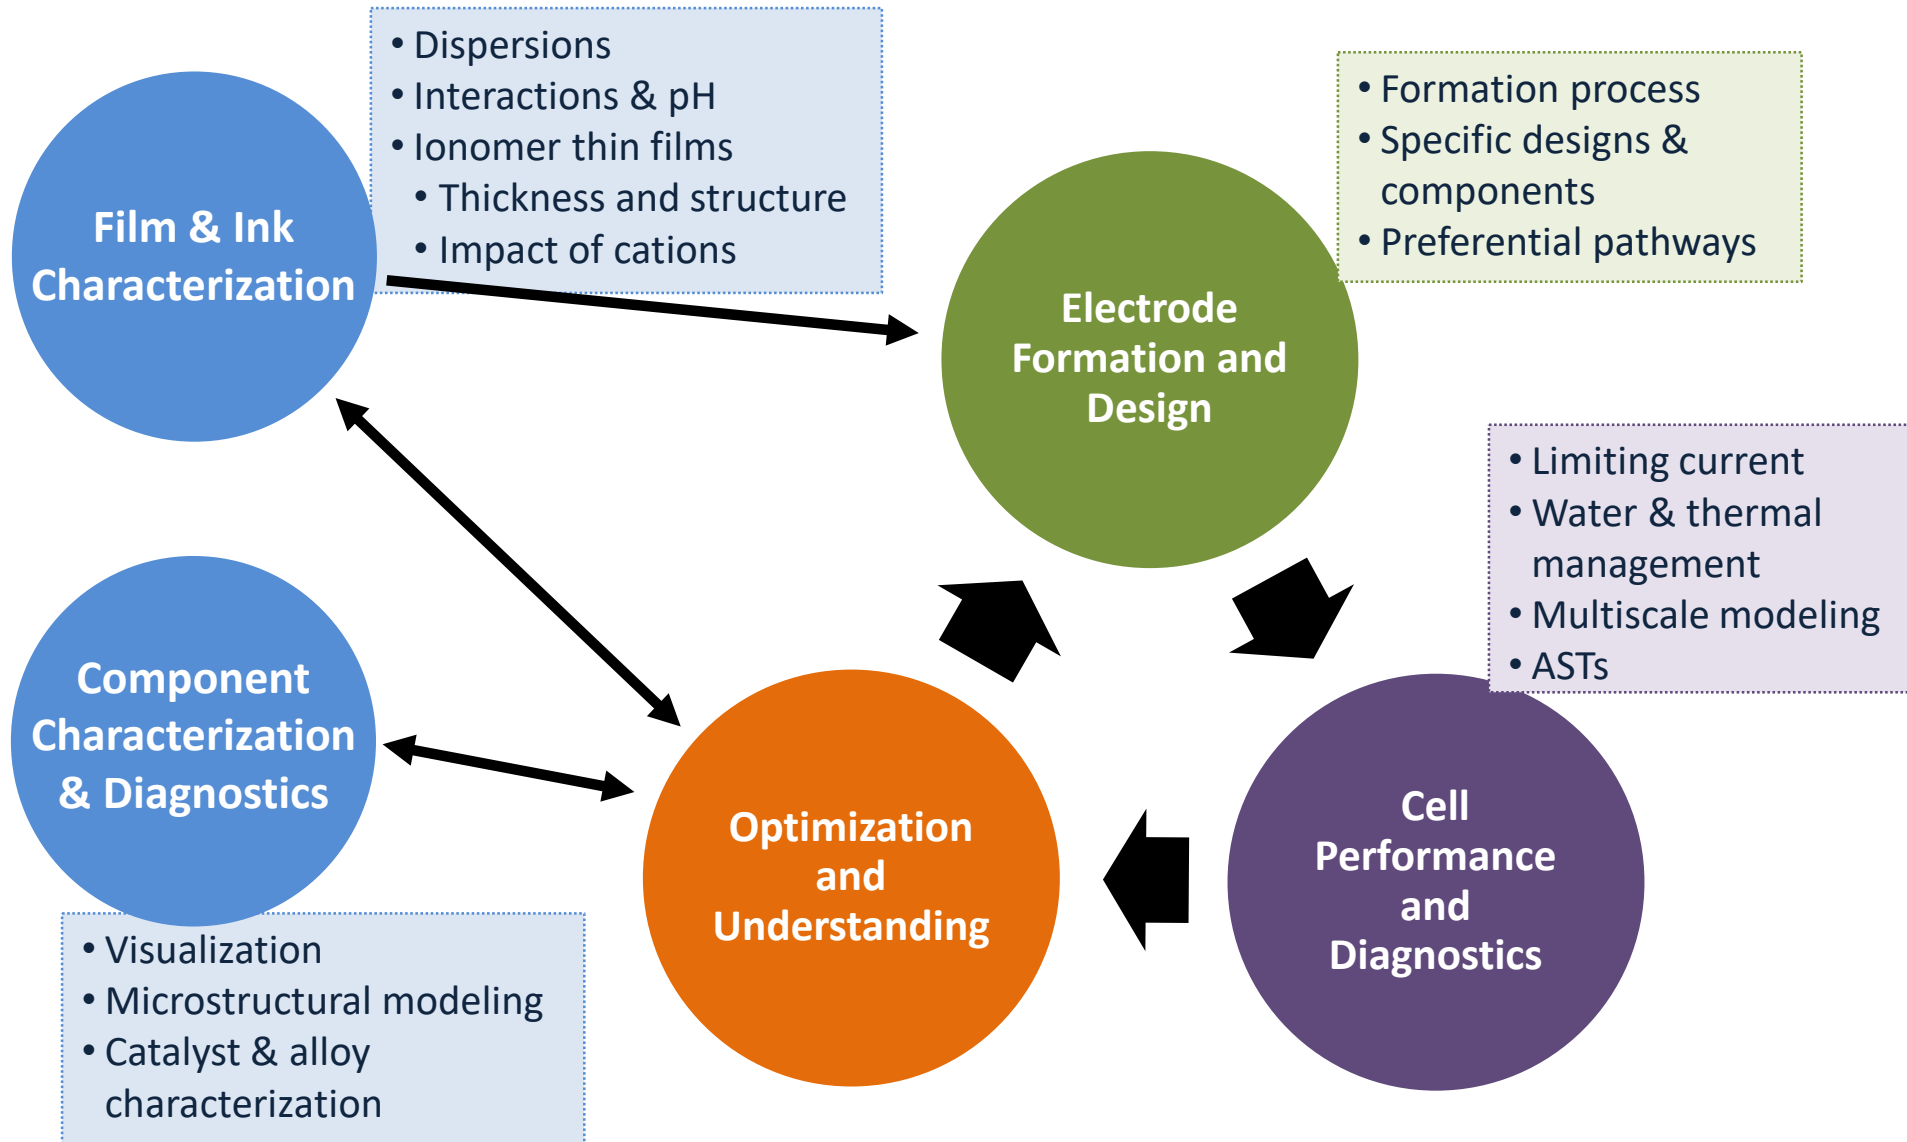 • Dispersions
• Interactions & pH
• Ionomer thin films
• Thickness and structure
• Impact of cations
Film & Ink
Characterization
• Formation process
• Specific designs &
components
• Preferential pathways
Electrode
Formation and
Design
• Limiting current
• Water & thermal
management
• Multiscale modeling
• ASTs
Component
Characterization
& Diagnostics
Optimization
and
Understanding
Cell
Performance
and
Diagnostics
• Visualization
• Microstructural modeling
• Catalyst & alloy
characterization